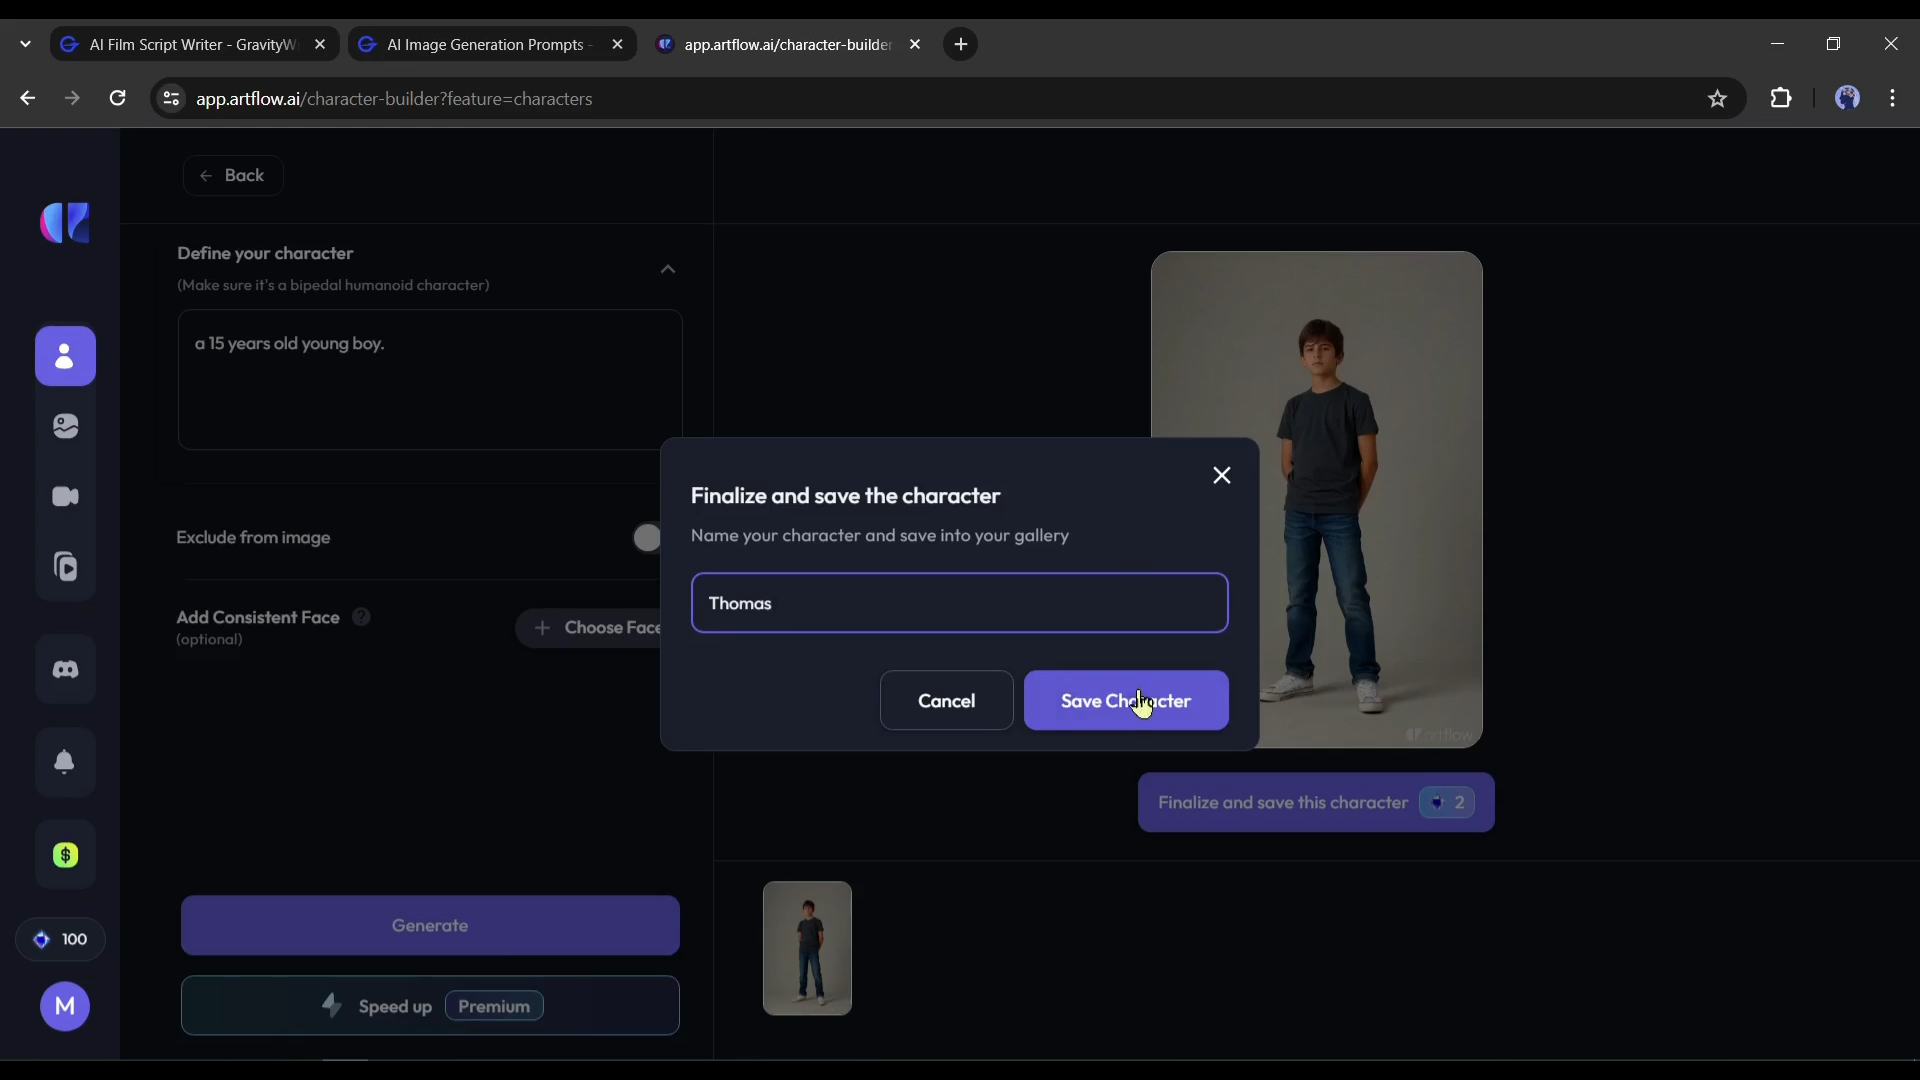 AI Film Script Writer - GravityW
AI Image Generation Prompts -
app.artflow.ai/character-builder
app.artflow.ai/character-builder?feature=characters
Back
Define your character
(Make sure it's a bipedal humanoid character)
a 15 years old young boy.
Exclude from image
Add Consistent Face ?
(optional)
+ Choose Face
Generate
Speed up Premium
$
100
M
Finalize and save the character
Name your character and save into your gallery
Thomas
Cancel
Save Character
artflow
Finalize and save this character 2